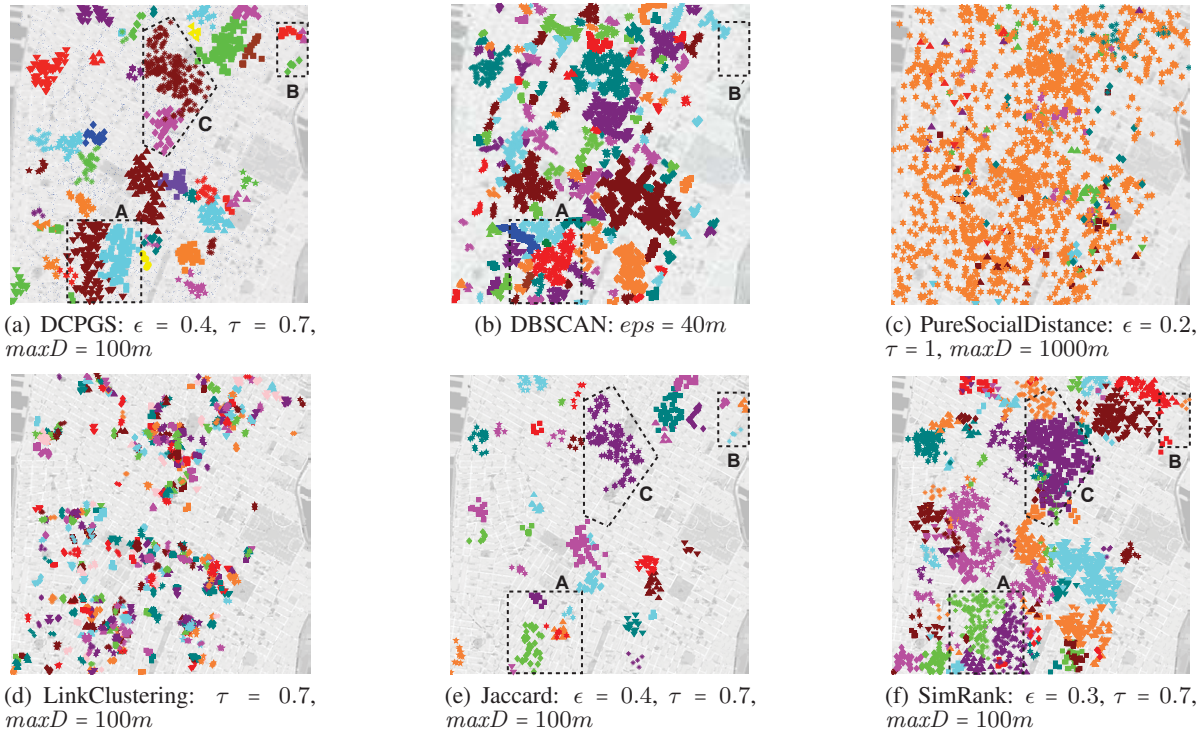 A
B
C
(a) DCPGS: ϵ = 0.4, τ = 0.7,
maxD = 100m
A
B
(b) DBSCAN: eps = 40m
(c) PureSocialDistance: ϵ = 0.2,
τ = 1, maxD = 1000m
(d) LinkClustering: τ = 0.7,
maxD = 100m
B
C
A
(e) Jaccard: ϵ = 0.4, τ = 0.7,
maxD = 100m
B
C
A
(f) SimRank: ϵ = 0.3, τ = 0.7,
maxD = 100m